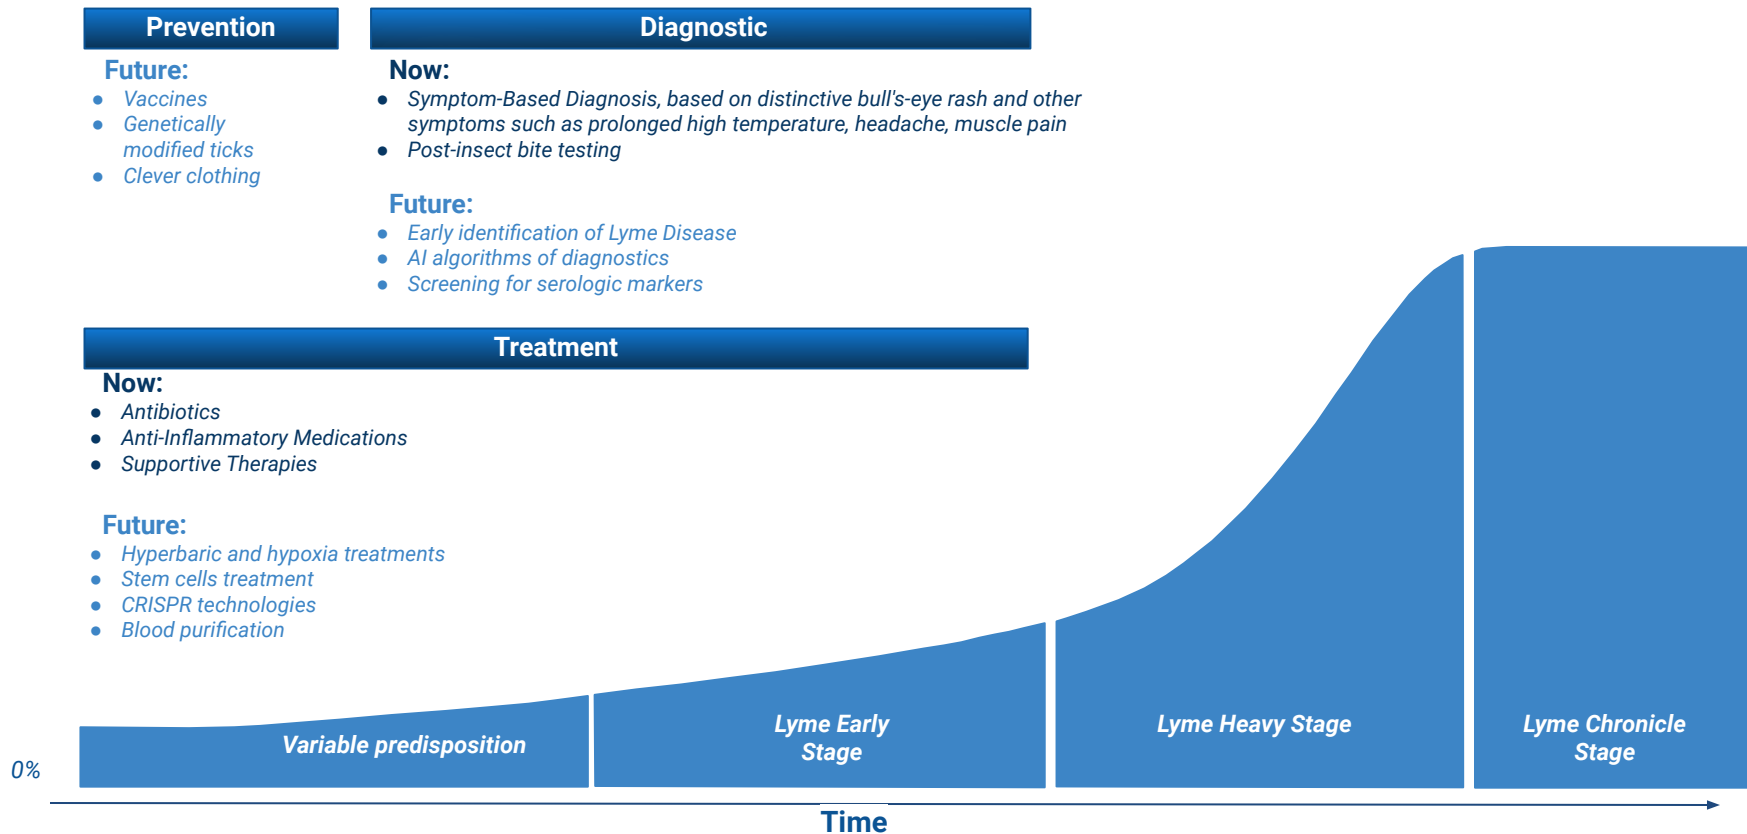 Prevention
Future:
● Vaccines
● Genetically
modified ticks
● Clever clothing
Diagnostic
Now:
● Symptom-Based Diagnosis, based on distinctive bull's-eye rash and other
symptoms such as prolonged high temperature, headache, muscle pain
● Post-insect bite testing
Future:
● Early identification of Lyme Disease
● AI algorithms of diagnostics
● Screening for serologic markers
Treatment
Now:
● Antibiotics
● Anti-Inflammatory Medications
● Supportive Therapies
Future:
● Hyperbaric and hypoxia treatments
● Stem cells treatment
● CRISPR technologies
● Blood purification
Variable predisposition
Lyme Early
Stage
Lyme Heavy Stage
Lyme Chronicle
Stage
0%
Time